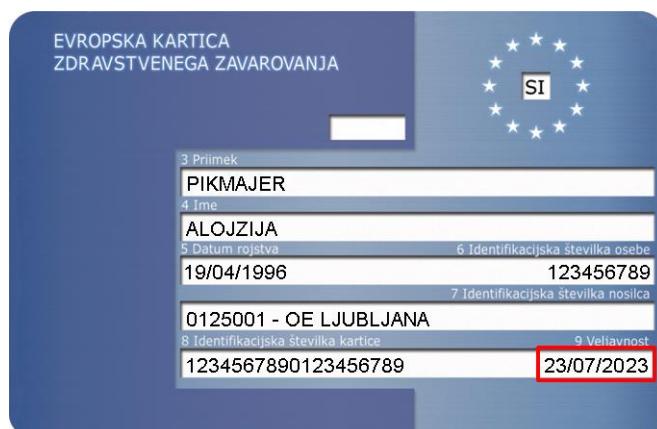 EVROPSKA KARTICA
ZDRAVSTVENEGA ZAVAROVANJA
SI
3 Priimek
PIKMAJER
4 Ime
ALOJZIJA
5 Datum rojstva 6 Identifikacijska številka osebe
19/04/1996 123456789
7 Identifikacijska številka nosilca
0125001 - OE LJUBLJANA
8 Identifikacijska številka kartice 9 Veljavnost
1234567890123456789 23/07/2023